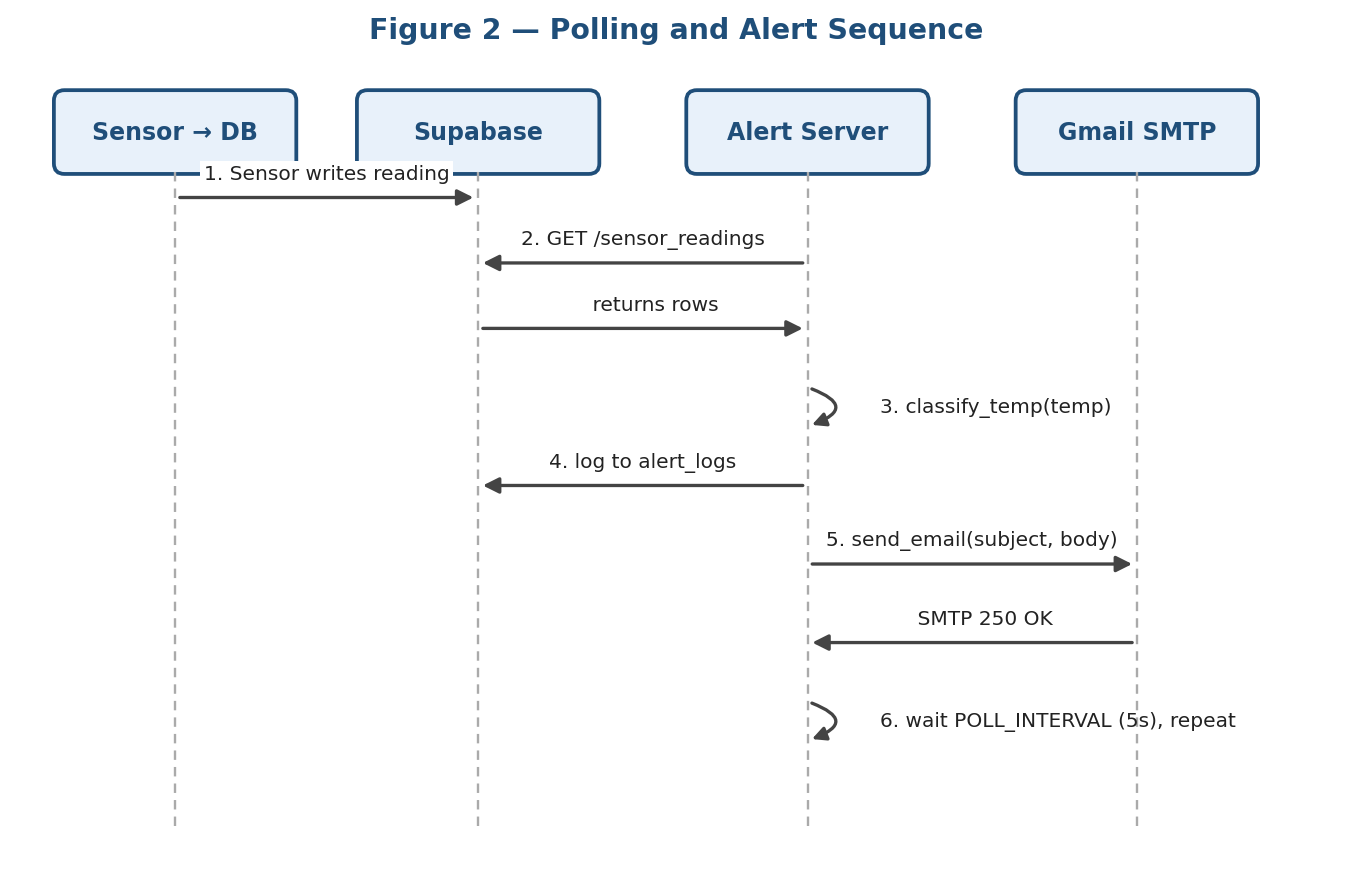 Figure 2 — Polling and Alert Sequence
Sensor → DB
Supabase
Alert Server
Gmail SMTP
1. Sensor writes reading
2. GET /sensor_readings
returns rows
3. classify_temp(temp)
4. log to alert_logs
5. send_email(subject, body)
SMTP 250 OK
6. wait POLL_INTERVAL (5s), repeat